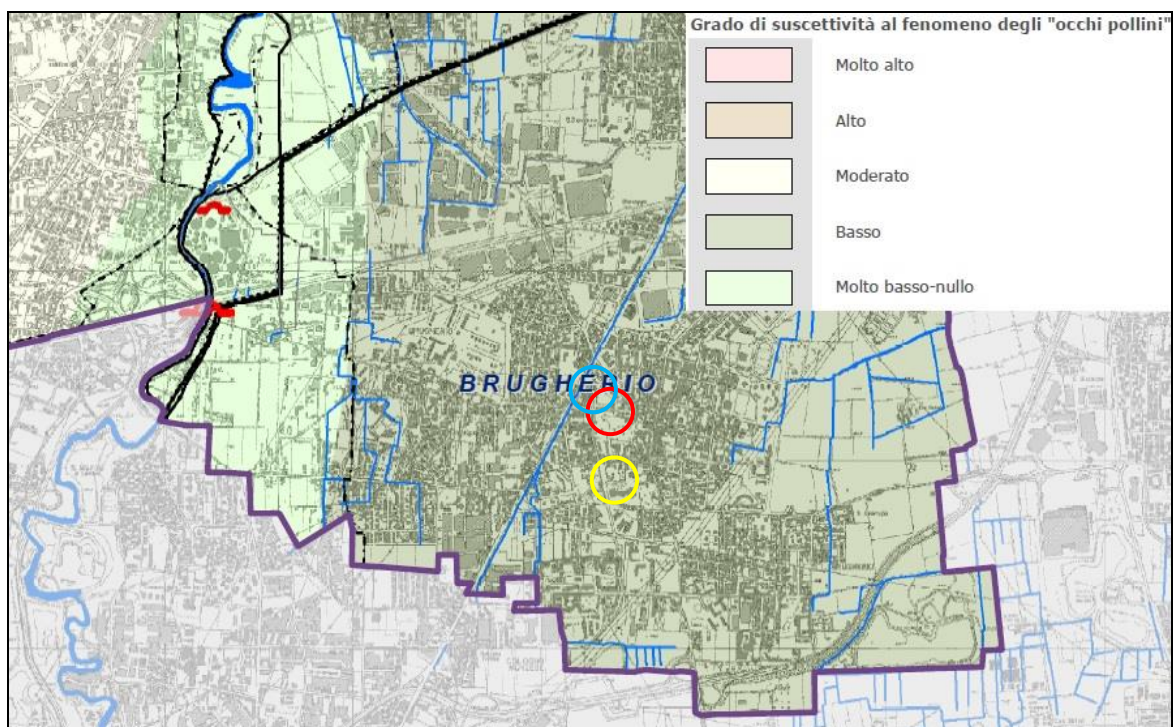 Grado di suscettività al fenomeno degli "occhi pollini"
Molto alto
Alto
Moderato
Basso
Molto basso-nullo
BRUGHERIO